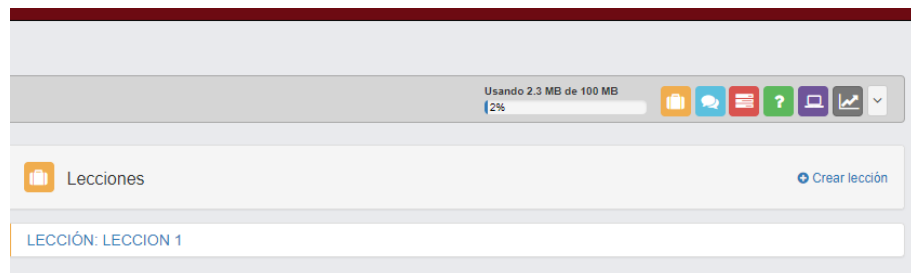 Usando 2.3 MB de 100 MB
2%
?
Lecciones
Crear lección
LECCIÓN: LECCION 1